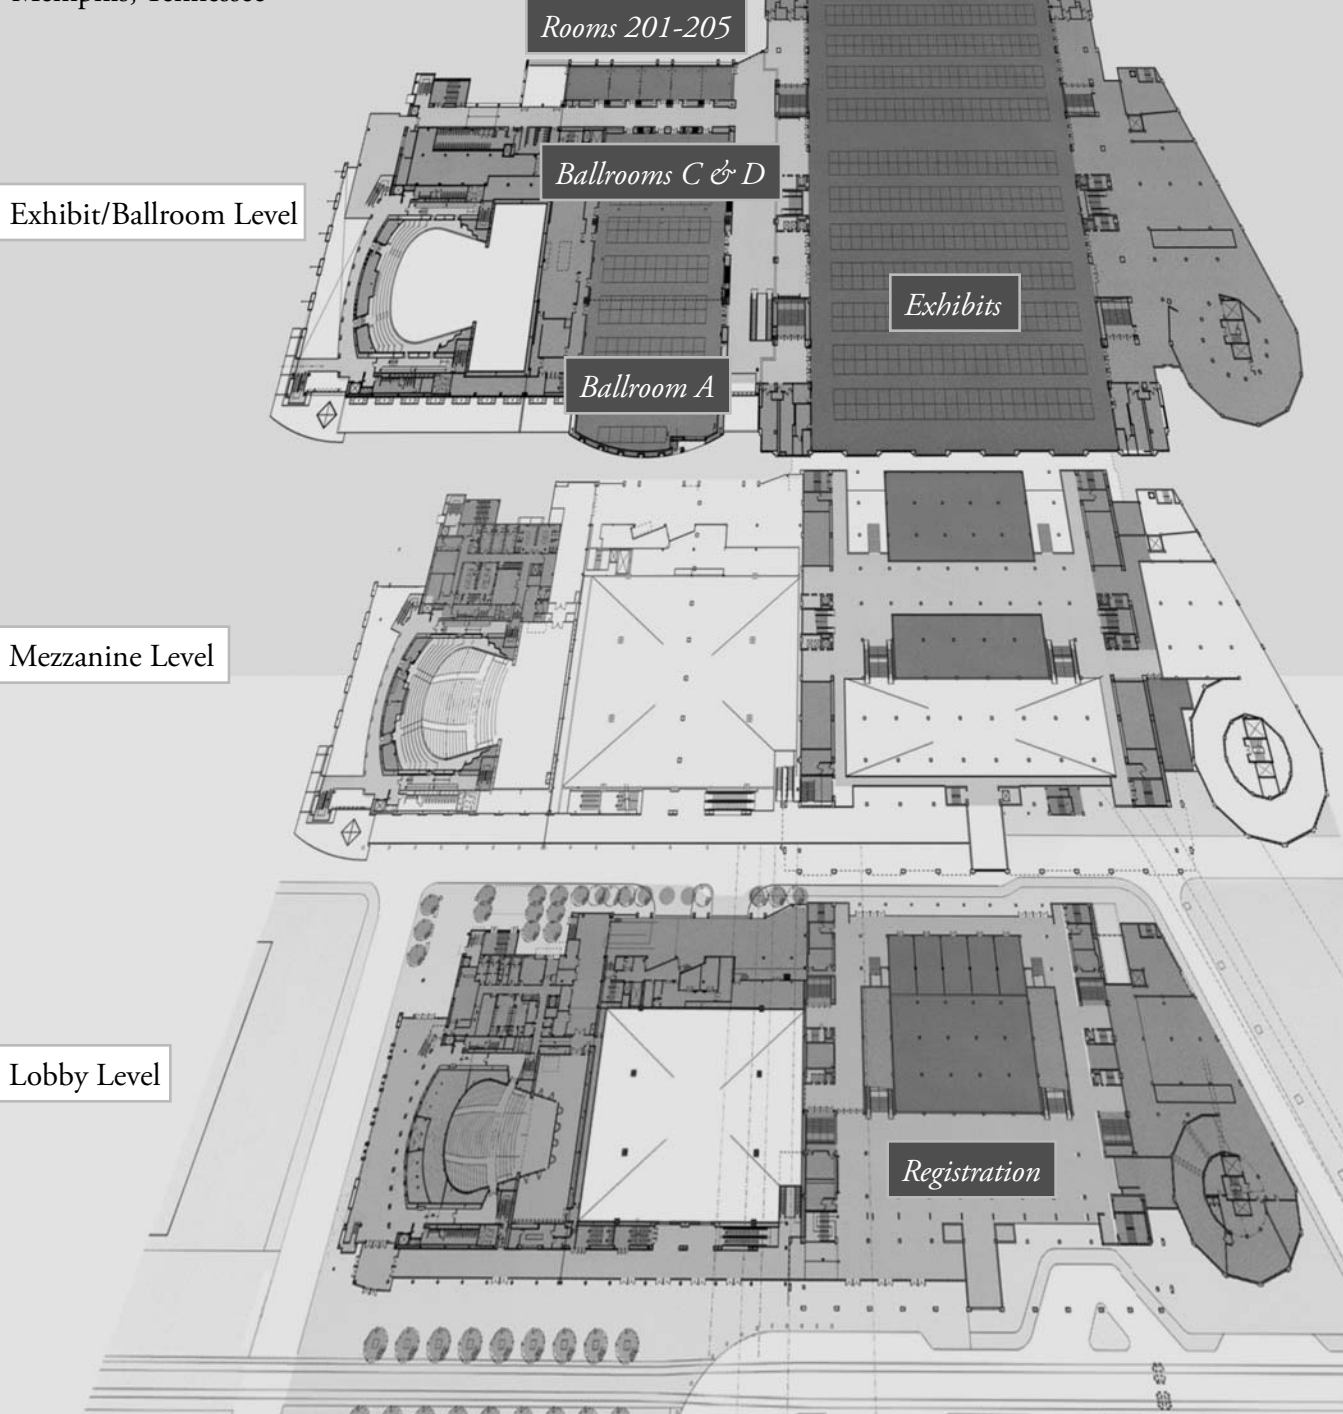 Memphis, Tennessee
Rooms 201-205
Ballrooms C & D
Exhibit/Ballroom Level
Exhibits
Ballroom A
Mezzanine Level
Lobby Level
Registration